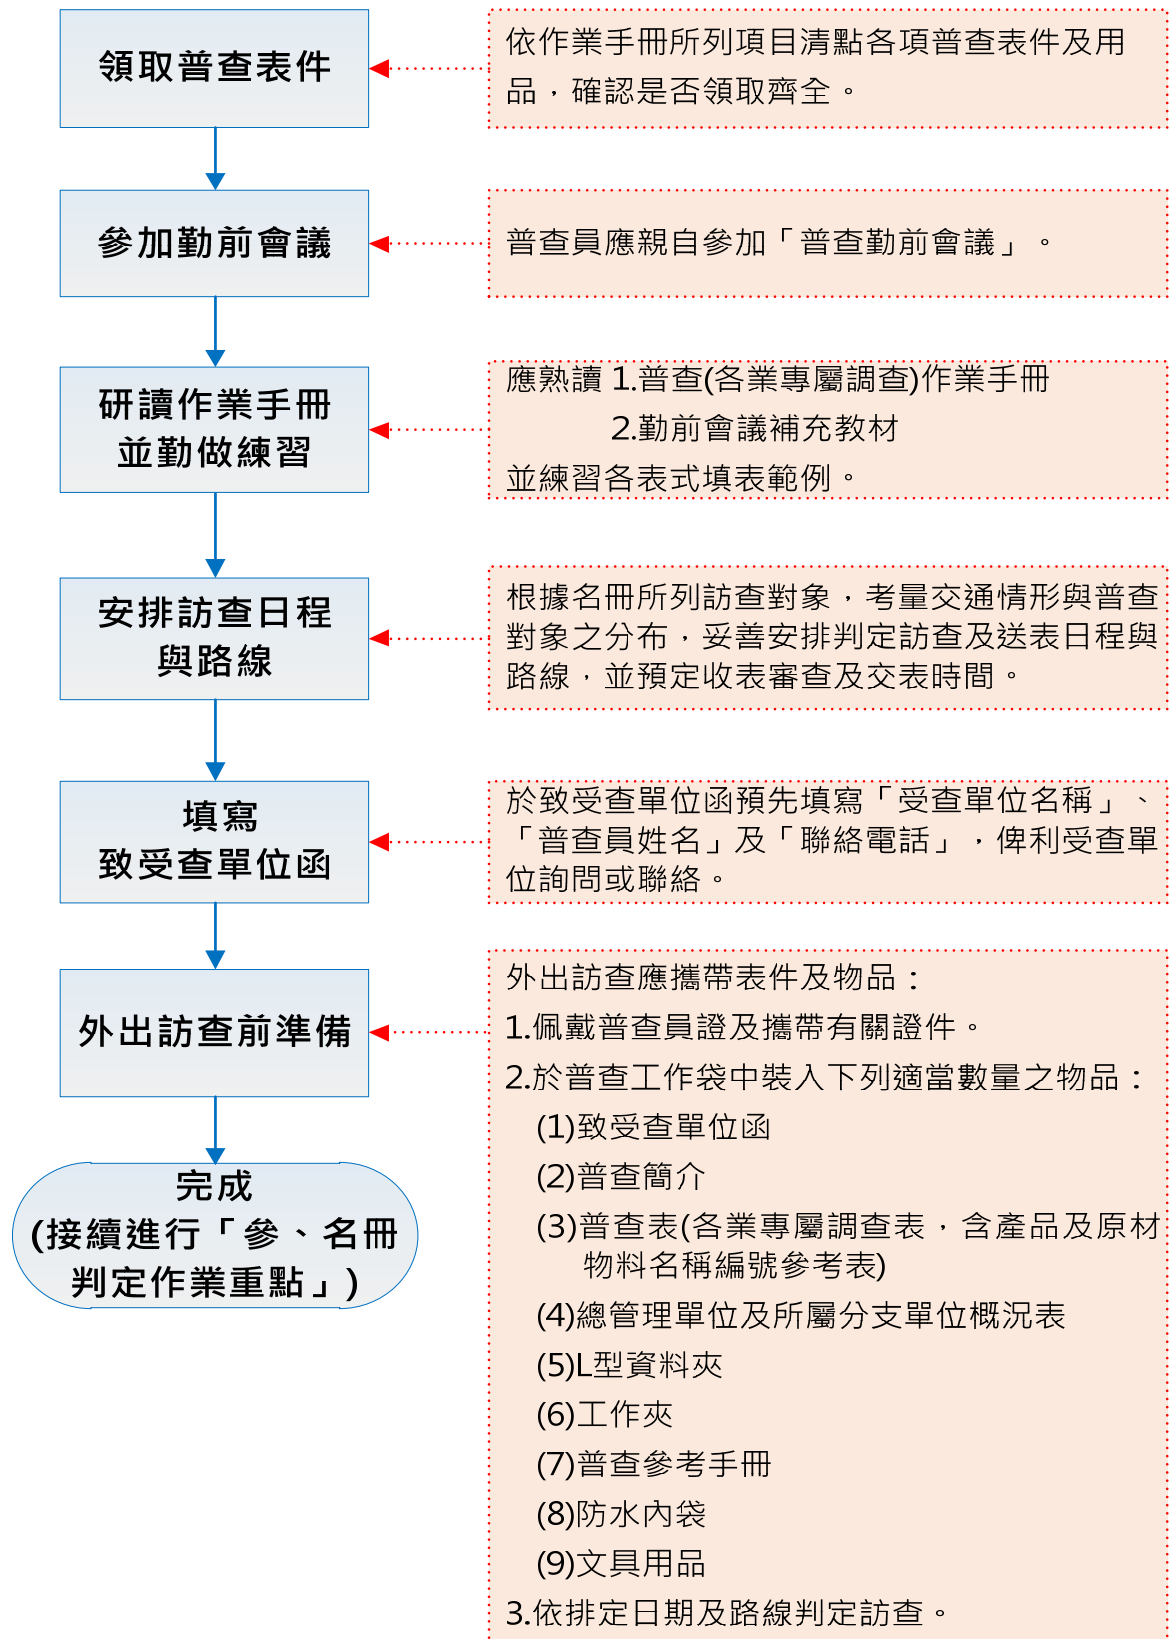 領取普查表件
依作業手冊所列項目清點各項普查表件及用
品，確認是否領取齊全。
參加勤前會議
普查員應親自參加「普查勤前會議」。
研讀作業手冊
並勤做練習
應熟讀 1.普查(各業專屬調查)作業手冊
2.勤前會議補充教材
並練習各表式填表範例。
安排訪查日程
與路線
根據名冊所列訪查對象，考量交通情形與普查
對象之分布，妥善安排判定訪查及送表日程與
路線，並預定收表審查及交表時間。
填寫
致受查單位函
於致受查單位函預先填寫「受查單位名稱」、
「普查員姓名」及「聯絡電話」，俾利受查單
位詢問或聯絡。
外出訪查前準備
外出訪查應攜帶表件及物品：
1.佩戴普查員證及攜帶有關證件。
2.於普查工作袋中裝入下列適當數量之物品：
(1)致受查單位函
(2)普查簡介
(3)普查表(各業專屬調查表，含產品及原材
物料名稱編號參考表)
(4)總管理單位及所屬分支單位概況表
(5)L型資料夾
(6)工作夾
(7)普查參考手冊
(8)防水內袋
(9)文具用品
3.依排定日期及路線判定訪查。
完成
(接續進行「參、名冊
判定作業重點」)